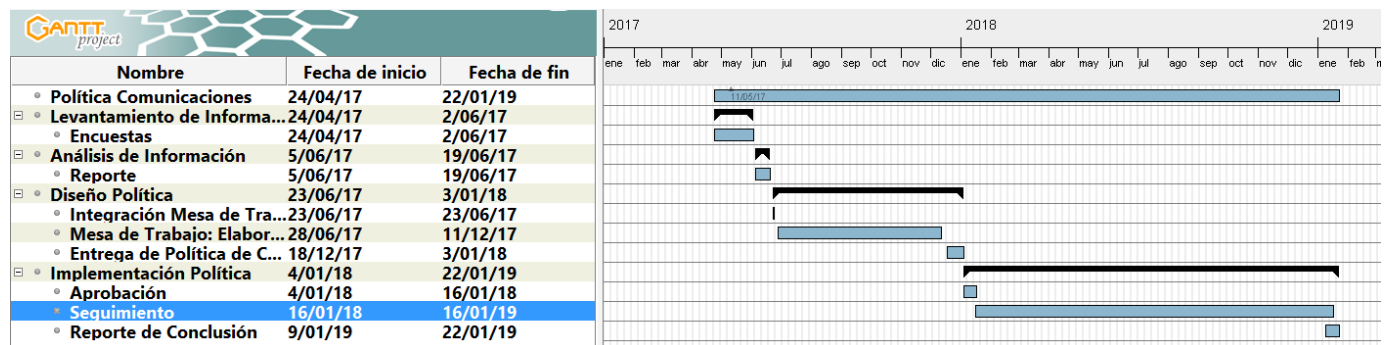 GANTT project
2017 2018 2019
ene feb mar abr may jun jul ago sep oct nov dic ene feb mar abr may jun jul ago sep oct nov dic ene feb
Nombre Fecha de inicio Fecha de fin
Política Comunicaciones 24/04/17 22/01/19 11/05/17
Levantamiento de Informa...24/04/17 2/06/17
Encuestas 24/04/17 2/06/17
Análisis de Información 5/06/17 19/06/17
Reporte 5/06/17 19/06/17
Diseño Política 23/06/17 3/01/18
Integración Mesa de Tra...23/06/17 23/06/17
Mesa de Trabajo: Elabor...28/06/17 11/12/17
Entrega de Política de C... 18/12/17 3/01/18
Implementación Política 4/01/18 22/01/19
Aprobación 4/01/18 16/01/18
Seguimiento 16/01/18 16/01/19
Reporte de Conclusión 9/01/19 22/01/19